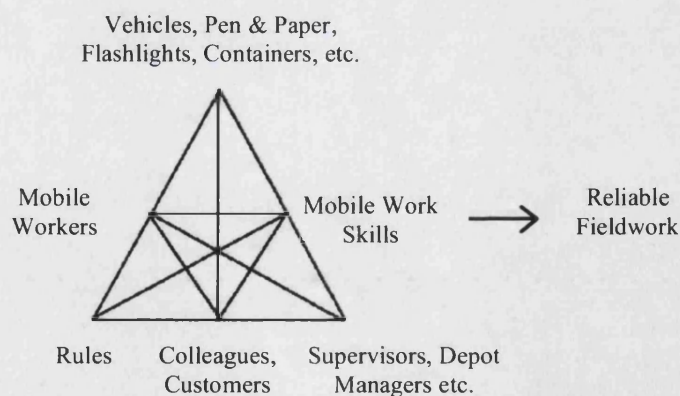 Vehicles, Pen & Paper,
Flashlights, Containers, etc.
Mobile
Workers
Mobile Work
Skills
Reliable
Fieldwork
Rules
Colleagues,
Customers
Supervisors, Depot
Managers etc.